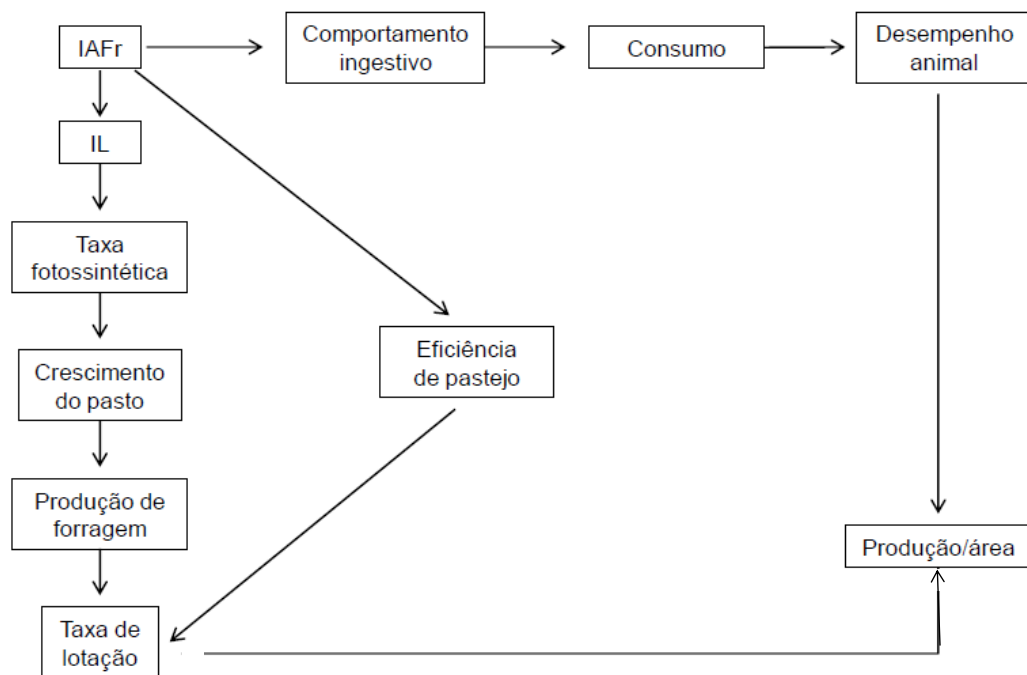 IAFr
Comportamento
ingestivo
Consumo
Desempenho
animal
IL
Taxa
fotossintética
Crescimento
do pasto
Eficiência
de pastejo
Produção de
forragem
Produção/área
Taxa de
lotação